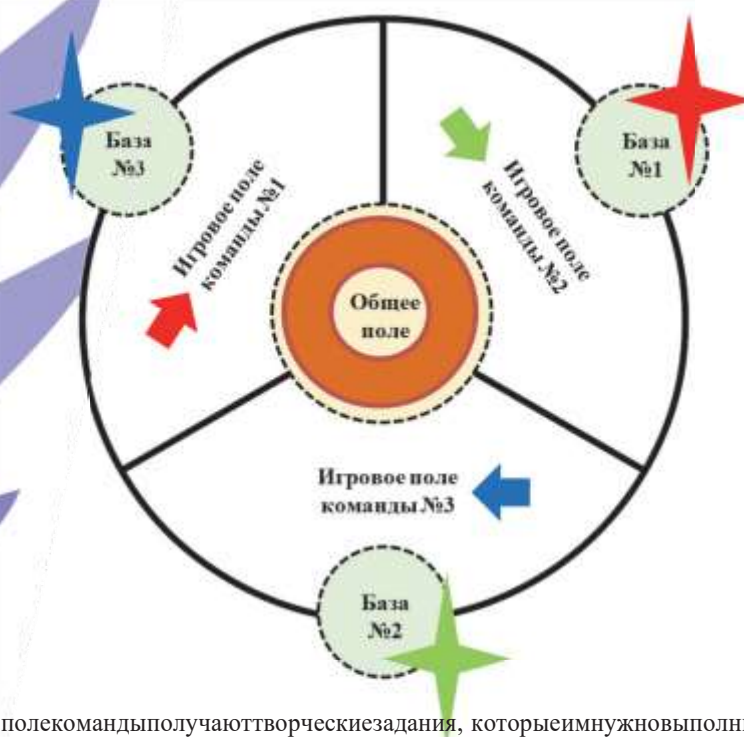 База
№3
База
№1
Игровое поле
команды №1
Игровое поле
команды №2
Общее
поле
Игровое поле
команды №3
База
№2
полекомандыполучаюттворческиезадания, которыеимнужновыполн